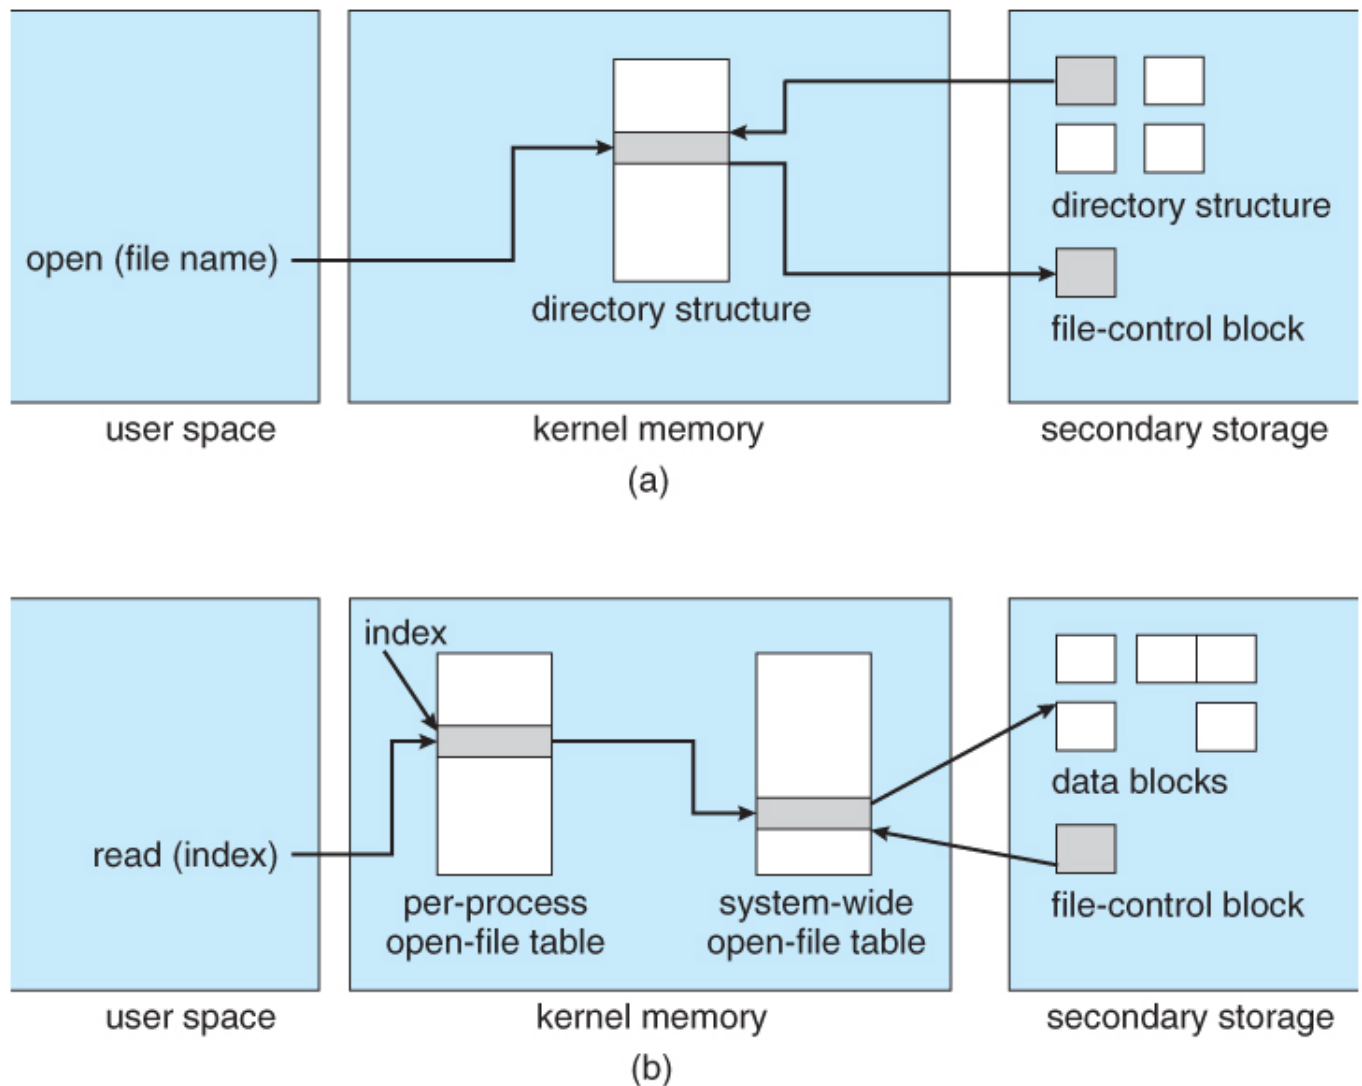 open (file name)
directory structure
directory structure
file-control block
user space
kernel memory
secondary storage
(a)
index
read (index)
per-process
open-file table
system-wide
open-file table
data blocks
file-control block
user space
kernel memory
secondary storage
(b)